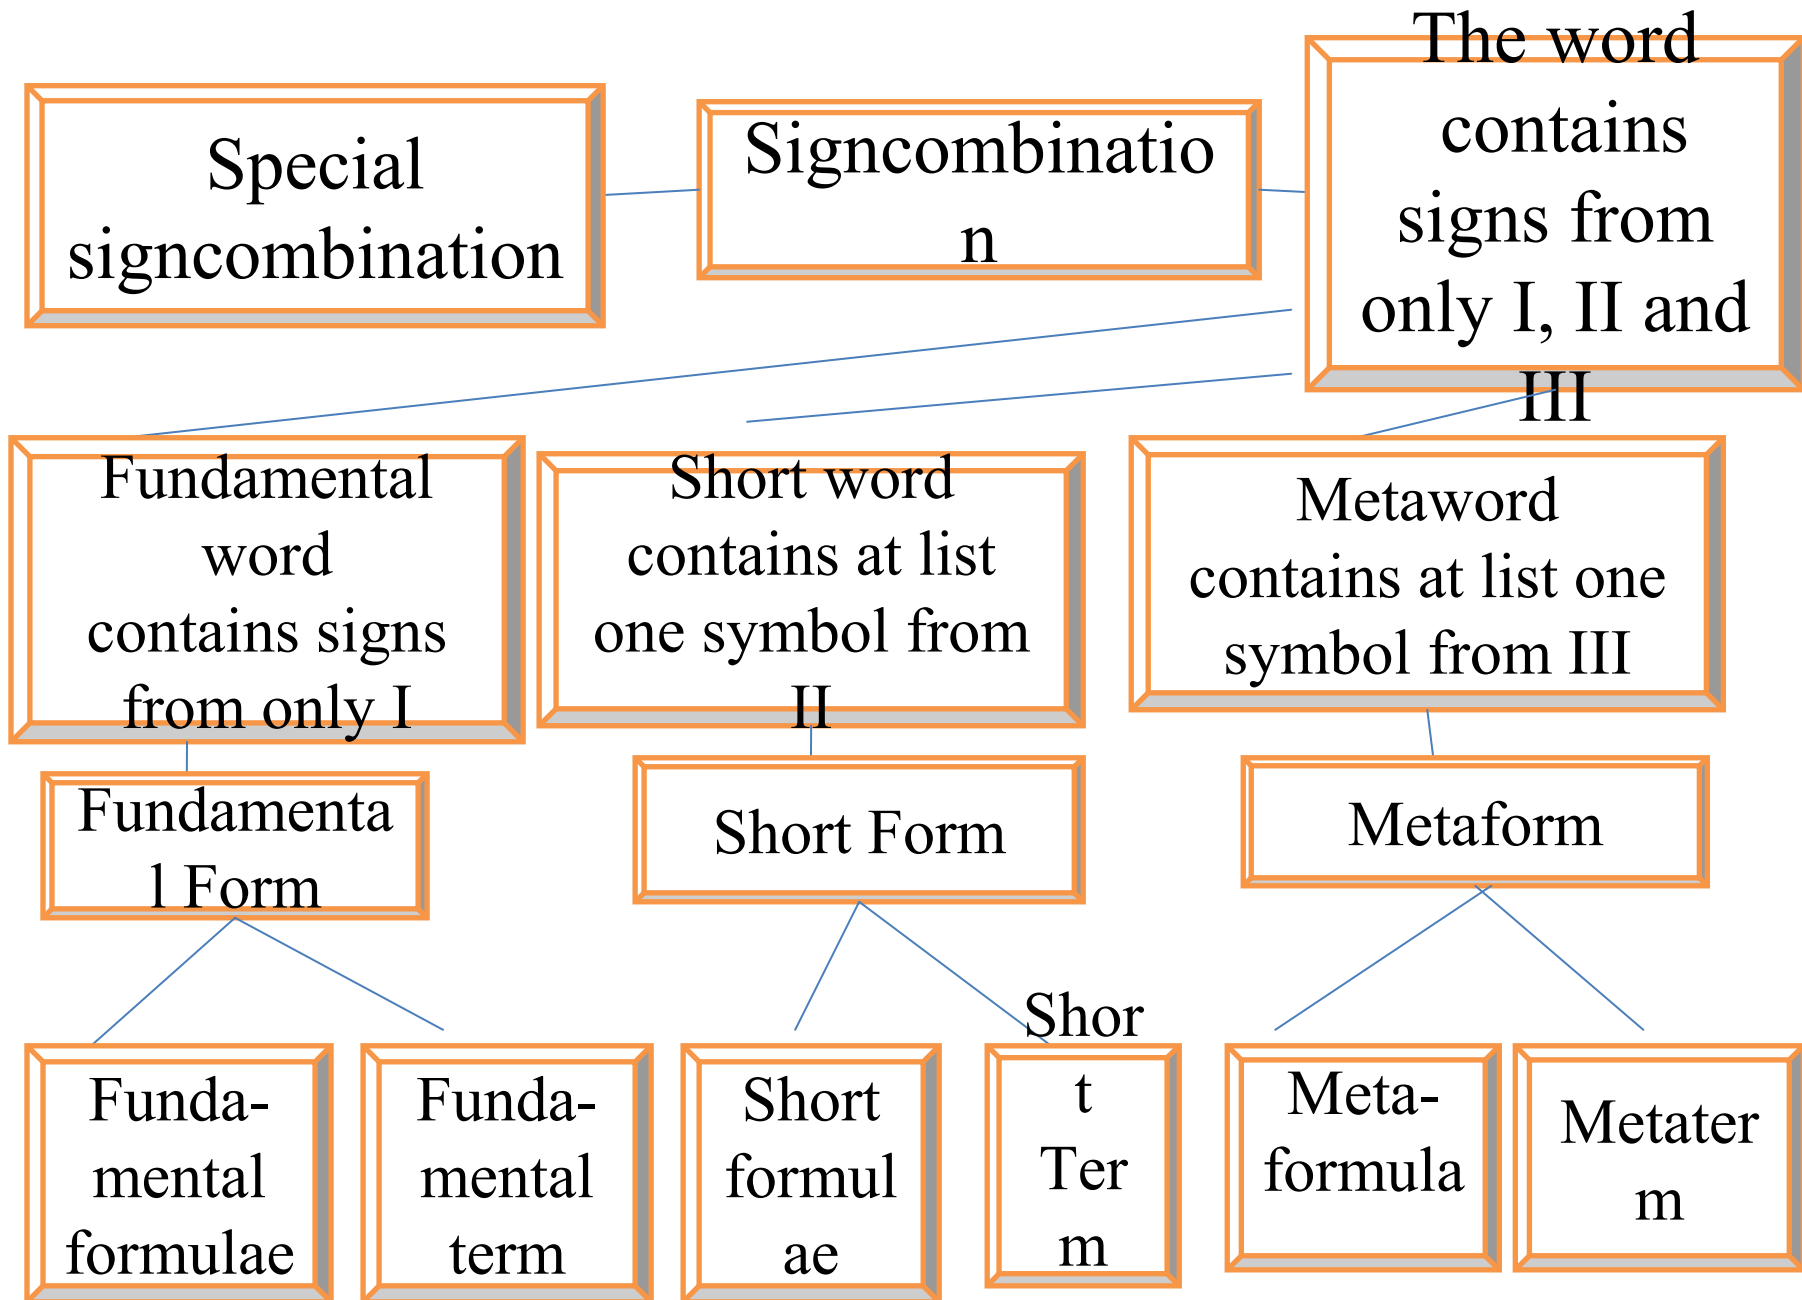 Special
signcombination
Signcombinatio
n
The word
contains
signs from
only I, II and
III
Fundamental
word
contains signs
from only I
Short word
contains at list
one symbol from
II
Metaword
contains at list one
symbol from III
Fundamenta
l Form
Short Form
Metaform
Funda-
mental
formulae
Funda-
mental
term
Short
formul
ae
Shor
t
Ter
m
Meta-
formula
Metater
m